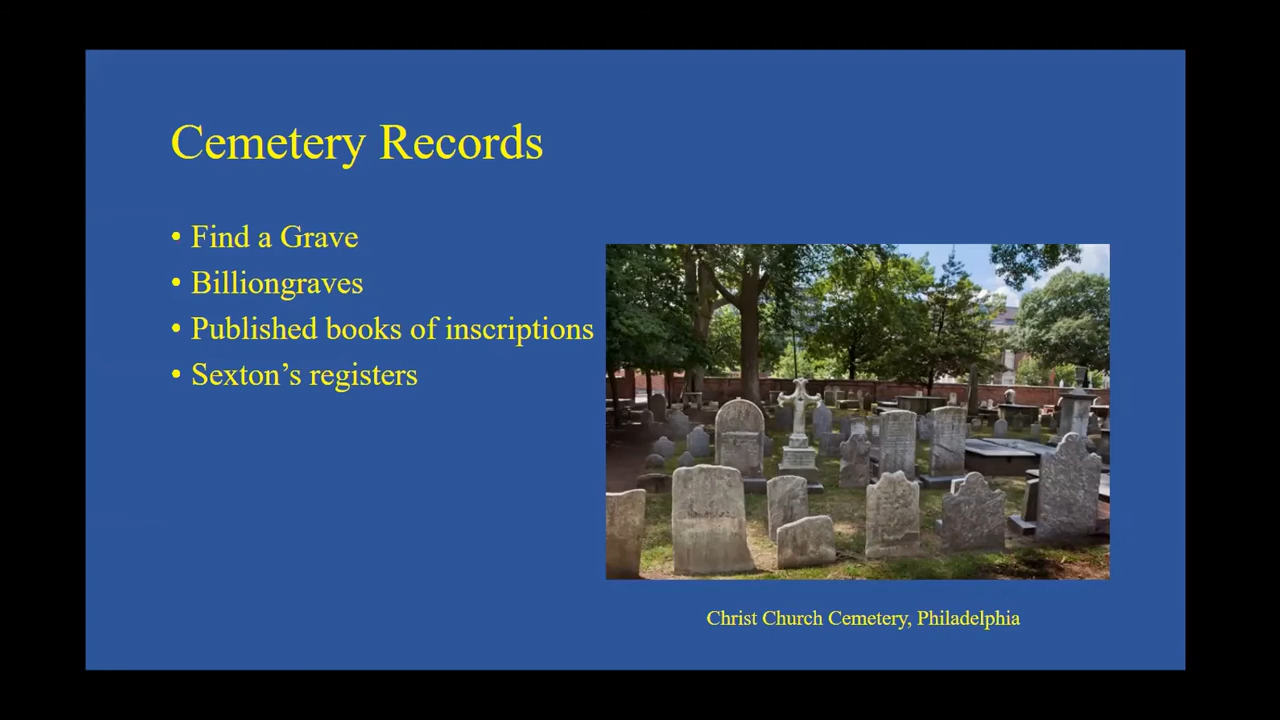 Cemetery Records
• Find a Grave
• Billiongraves
• Published books of inscriptions
• Sexton’s registers
Christ Church Cemetery, Philadelphia